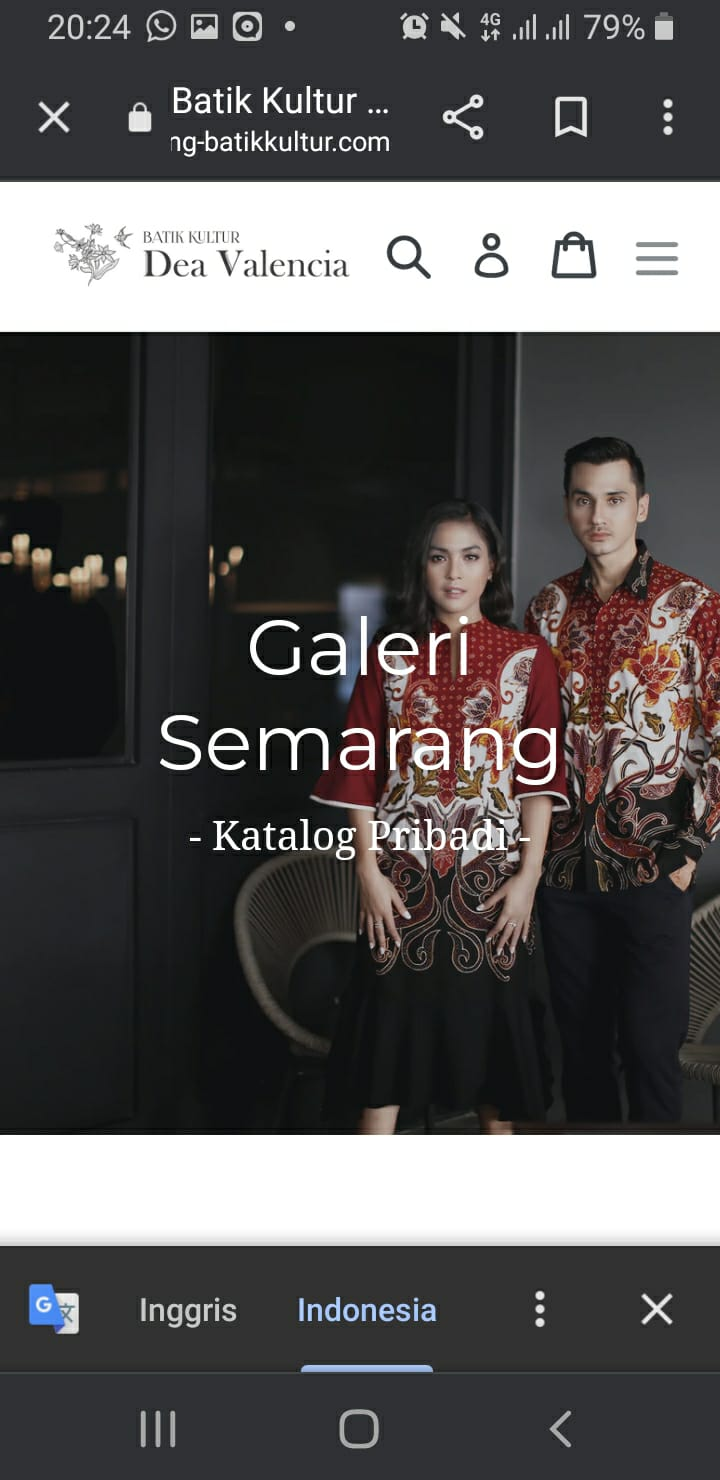 20:24 4G 79%
Batik Kultur ...
ng-batikkultur.com
BATIK KULTUR
Dea Valencia
Galeri
Semarang
- Katalog Pribadi -
G 文 Inggris Indonesia